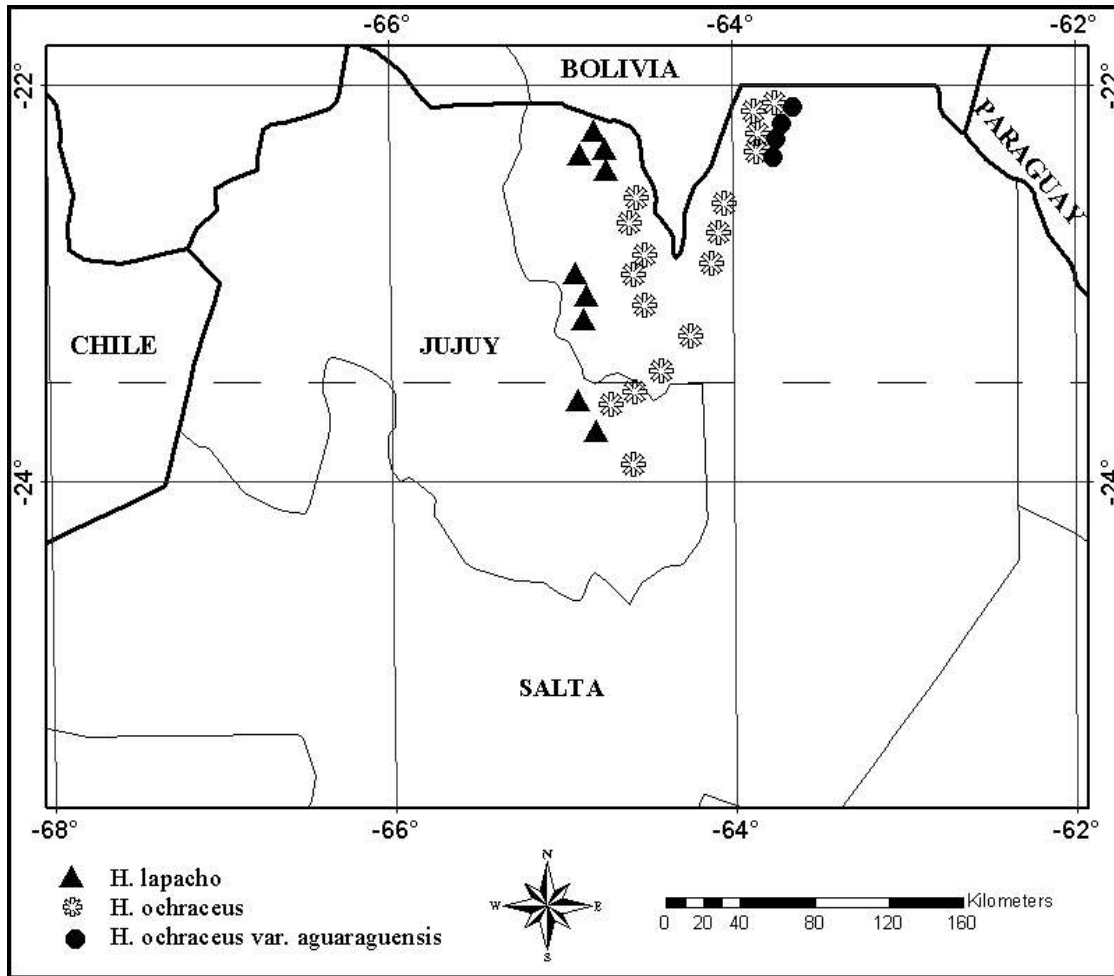 -66° -64° -62°
BOLIVIA
-22° -22°
PARAGUAY
CHILE
JUJUY
-24° -24°
SALTA
-68° -66° -64° -62°
H. lapacho
H. ochraceus
H. ochraceus var. aguaraguensis
N
W E
S
Kilometers
0 20 40 80 120 160